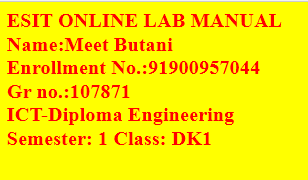 ESIT ONLINE LAB MANUAL
Name:Meet Butani
Enrollment No.:91900957044
Gr no.:107871
ICT-Diploma Engineering
Semester: 1 Class: DK1